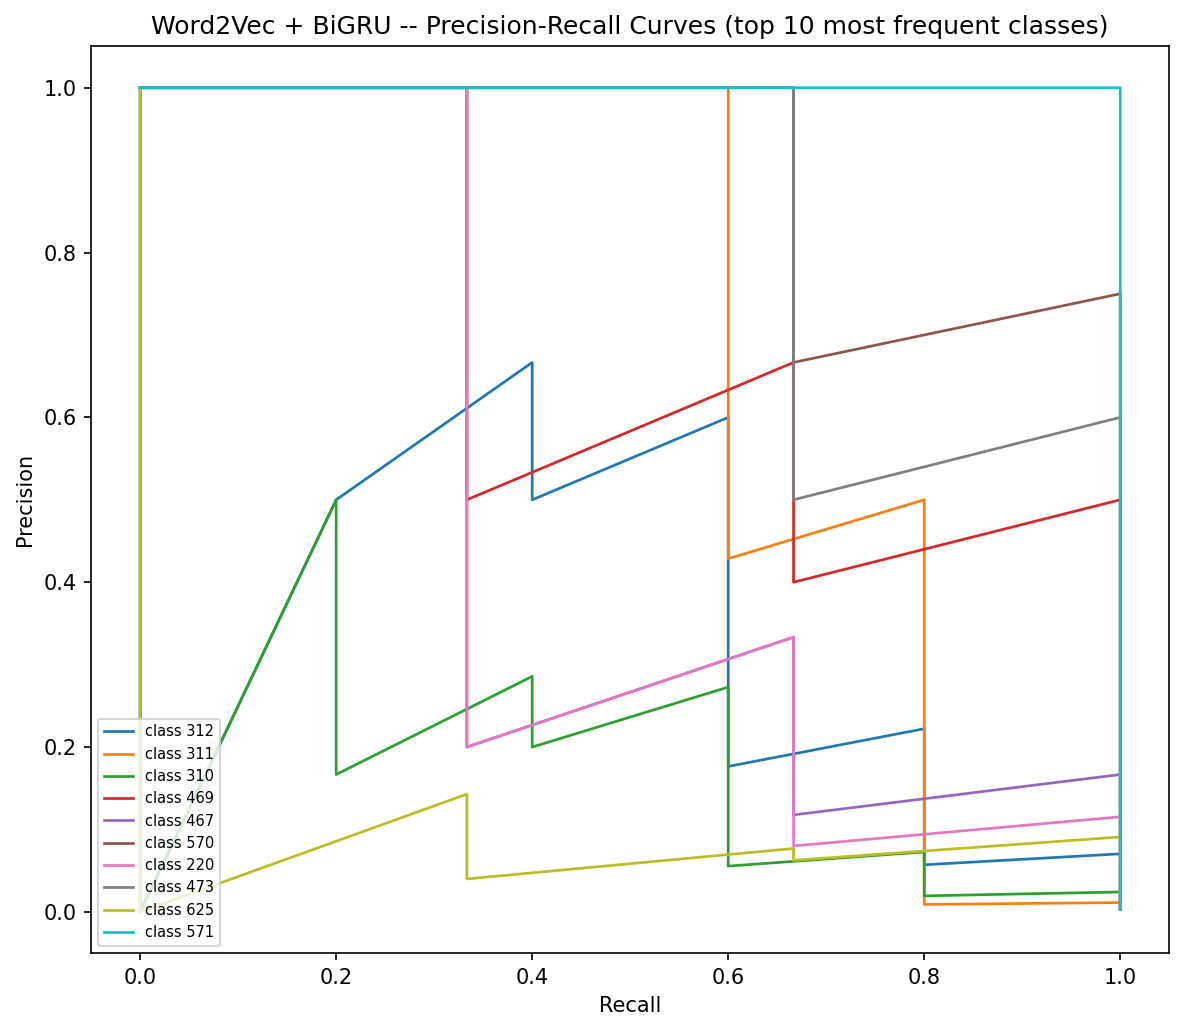 Word2Vec + BiGRU -- Precision-Recall Curves (top 10 most frequent classes)
Precision
1.0
0.8
0.6
0.4
0.2
0.0
class 312
class 311
class 310
class 469
class 467
class 570
class 220
class 473
class 625
class 571
0.0 0.2 0.4 0.6 0.8 1.0
Recall